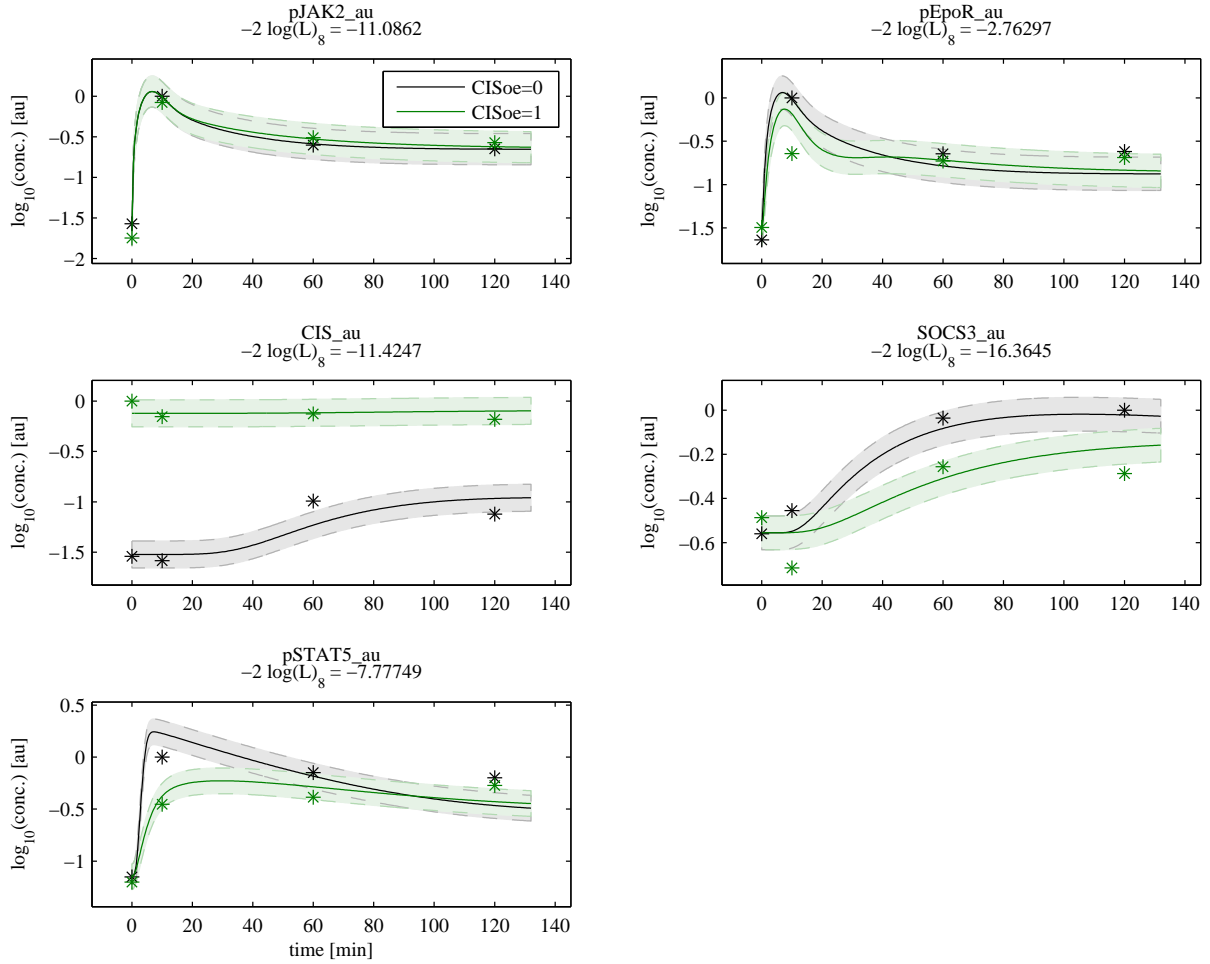 pJAK2_au
−2 log(L)8 = −11.0862
0
−0.5
−1
−1.5
−2
log10(conc.) [au]
CISoe=0
CISoe=1
0 20 40 60 80 100 120 140
pEpoR_au
−2 log(L)8 = −2.76297
0
−0.5
−1
−1.5
log10(conc.) [au]
0 20 40 60 80 100 120 140
CIS_au
−2 log(L)8 = −11.4247
0
−0.5
−1
−1.5
log10(conc.) [au]
0 20 40 60 80 100 120 140
SOCS3_au
−2 log(L)8 = −16.3645
0
−0.2
−0.4
−0.6
log10(conc.) [au]
0 20 40 60 80 100 120 140
pSTAT5_au
−2 log(L)8 = −7.77749
0.5
0
−0.5
−1
log10(conc.) [au]
0 20 40 60 80 100 120 140
time [min]